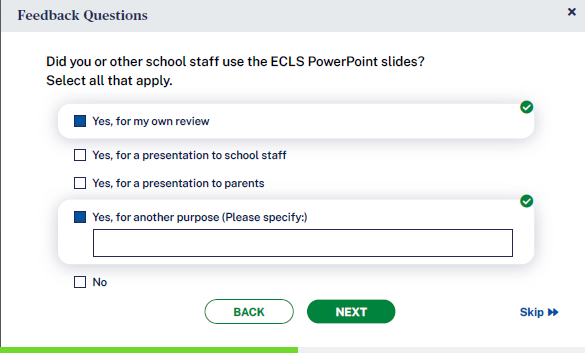 Feedback Questions
Did you or other school staff use the ECLS PowerPoint slides?
Select all that apply.
Yes, for my own review
Yes, for a presentation to school staff
Yes, for a presentation to parents
Yes, for another purpose (Please specify:)
No
BACK
NEXT
Skip